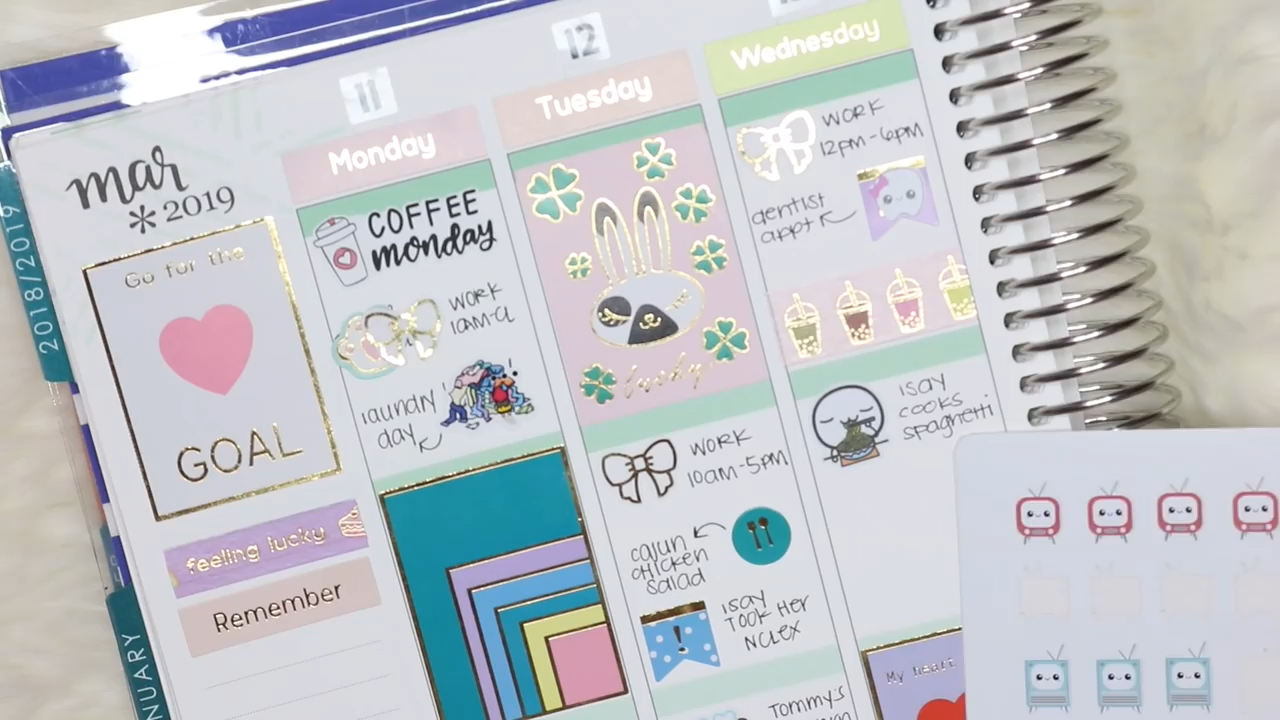 2018/2019
NUARY
mar
* 2019
Go for the
GOAL
feeling lucky
Remember
11
Monday
COFFEE
monday
WORK
10AM-CL
laundry
day
12
Tuesday
lucky
WORK
10AM-5PM
cajun
chicken
salad
!
isay
TOOK Her
NCLEX
TOMMY'S
Wednesday
WORK
12PM-6PM
dentist
appt
isay
cooks
spaghetti
My heart